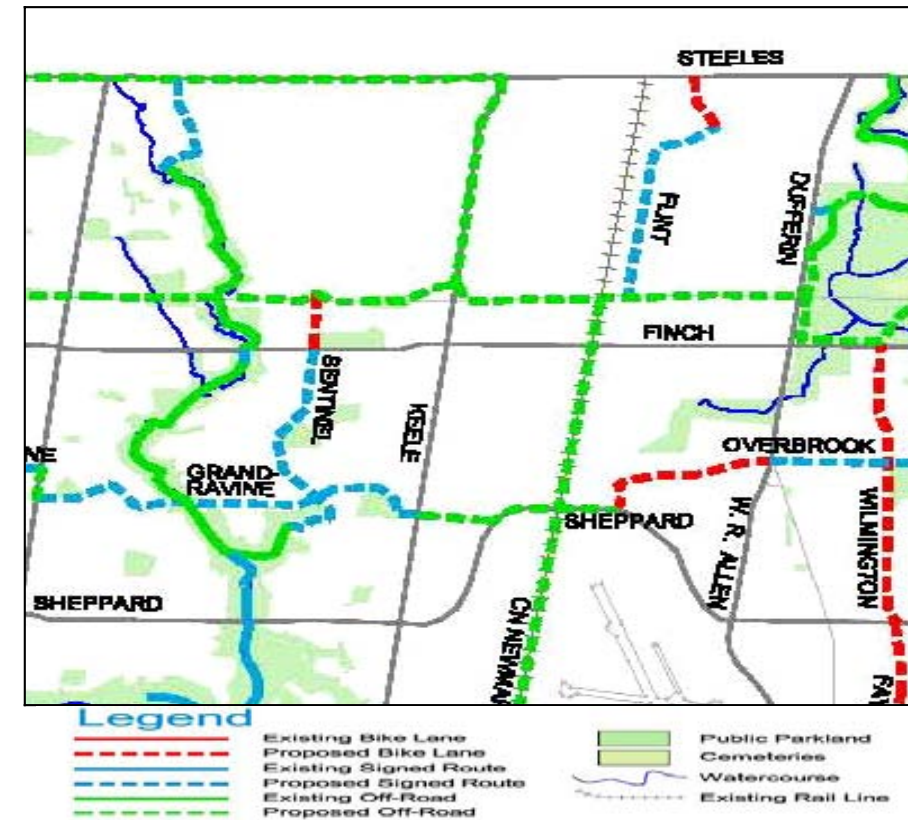 STEELES
DUFFERIN
FLINT
FINCH
SENTINEL
KEELE
OVERBROOK
NE
GRAND-
RAVINE
SHEPPARD
WILMINGTON
W. R. ALLEN
SHEPPARD
CN NEWMAR
FAY
Legend
Existing Bike Lane
Proposed Bike Lane
Existing Signed Route
Proposed Signed Route
Existing Off-Road
Proposed Off-Road
Public Parkland
Cemeteries
Watercourse
Existing Rail Line